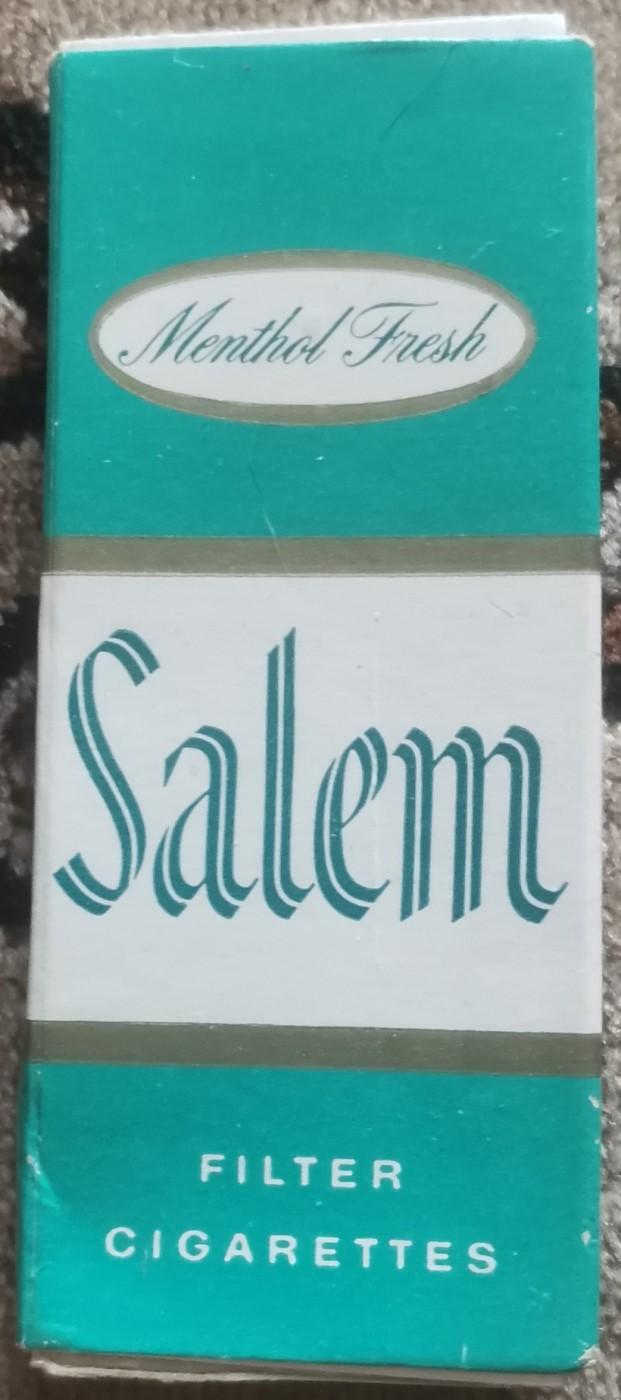 Menthol Fresh
Salem
FILTER
CIGARETTES